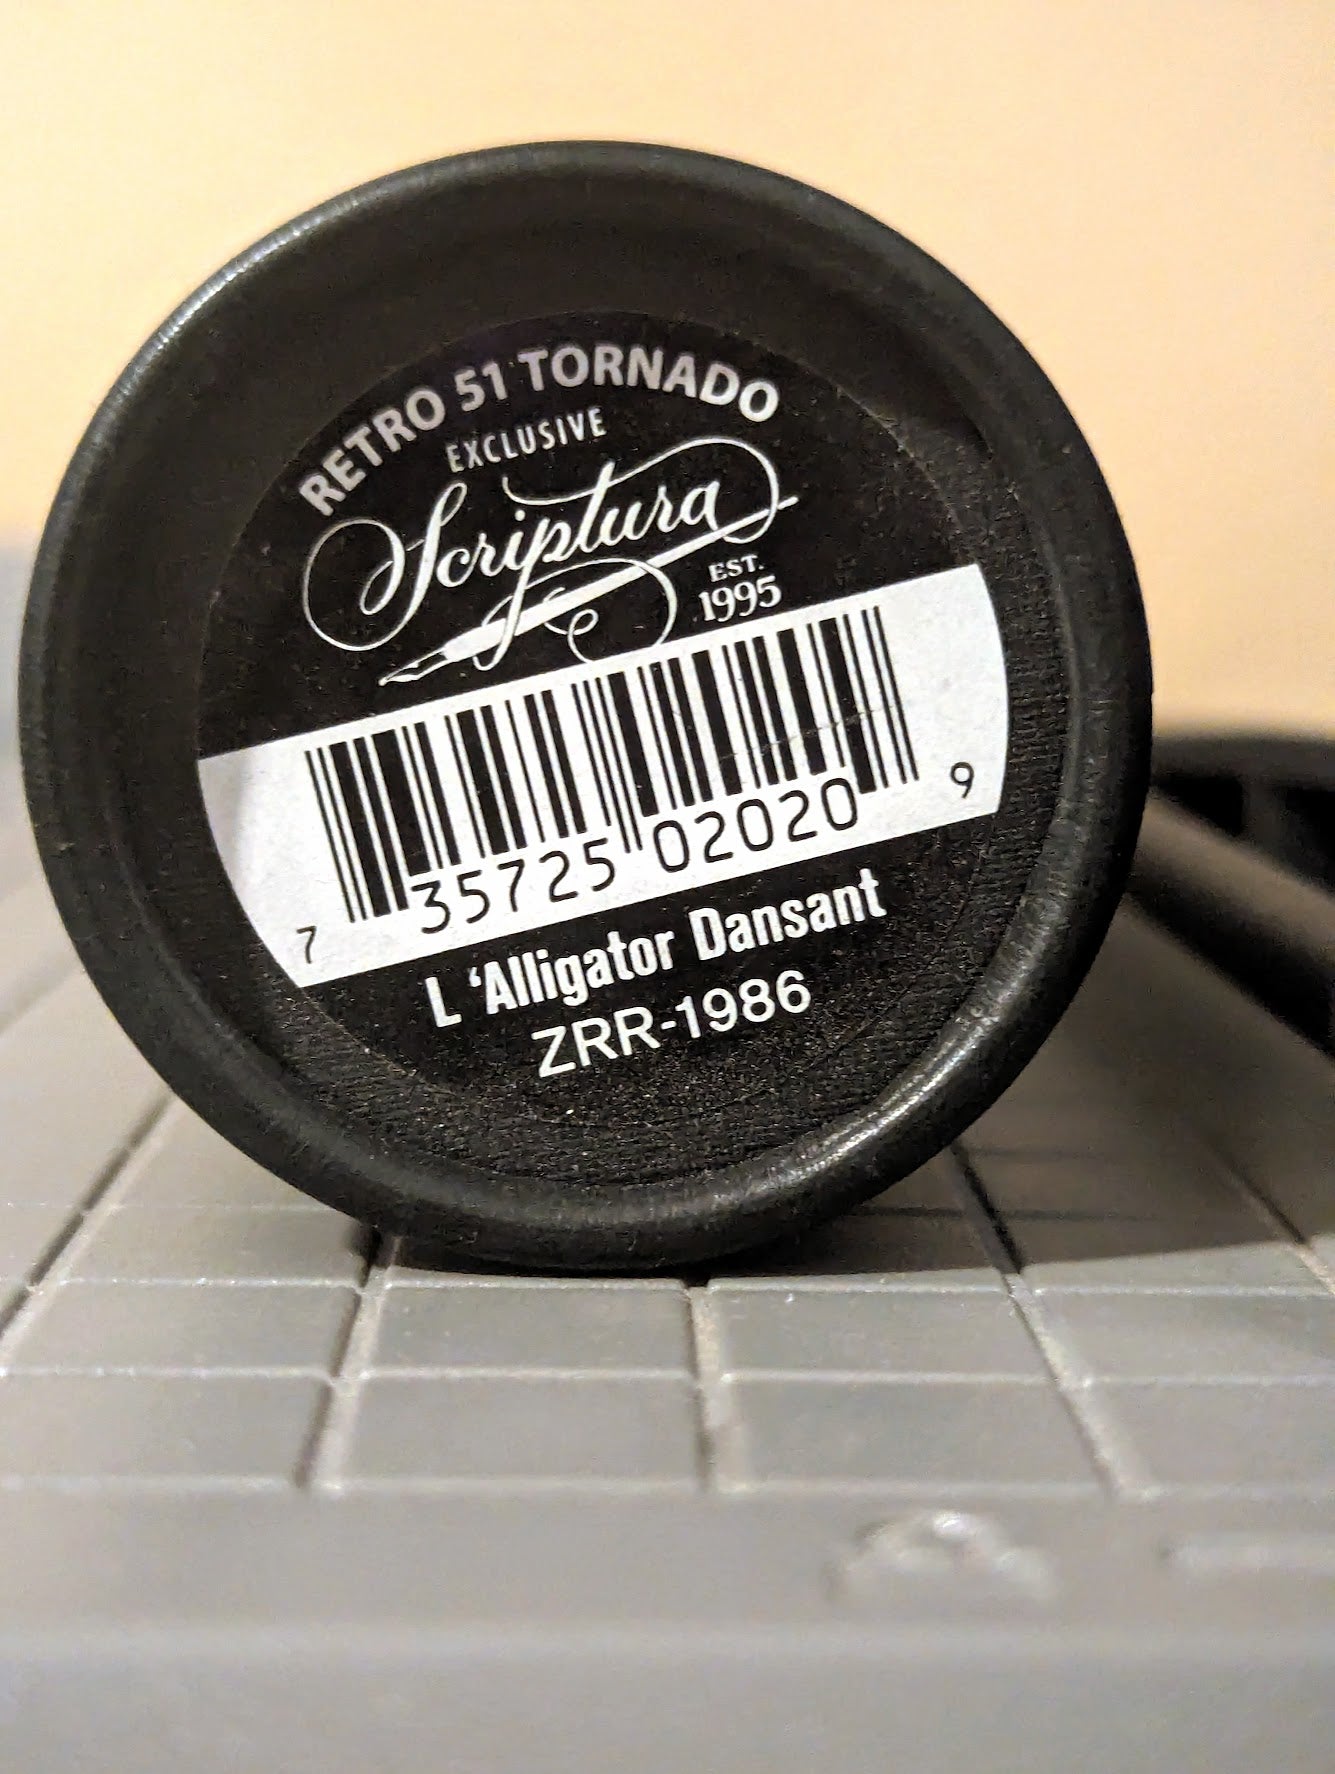 RETRO 51 TORNADO
EXCLUSIVE
Scriptura
EST.
1995
7 35725 02020 9
L 'Alligator Dansant
ZRR-1986